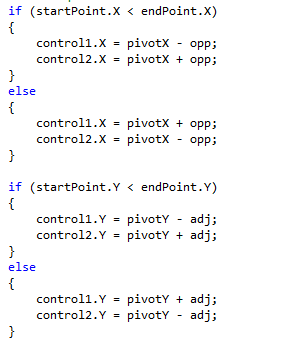 if (startPoint.X < endPoint.X)
{
    control1.X = pivotX - opp;
    control2.X = pivotX + opp;
}
else
{
    control1.X = pivotX + opp;
    control2.X = pivotX - opp;
}

if (startPoint.Y < endPoint.Y)
{
    control1.Y = pivotY - adj;
    control2.Y = pivotY + adj;
}
else
{
    control1.Y = pivotY + adj;
    control2.Y = pivotY - adj;
}